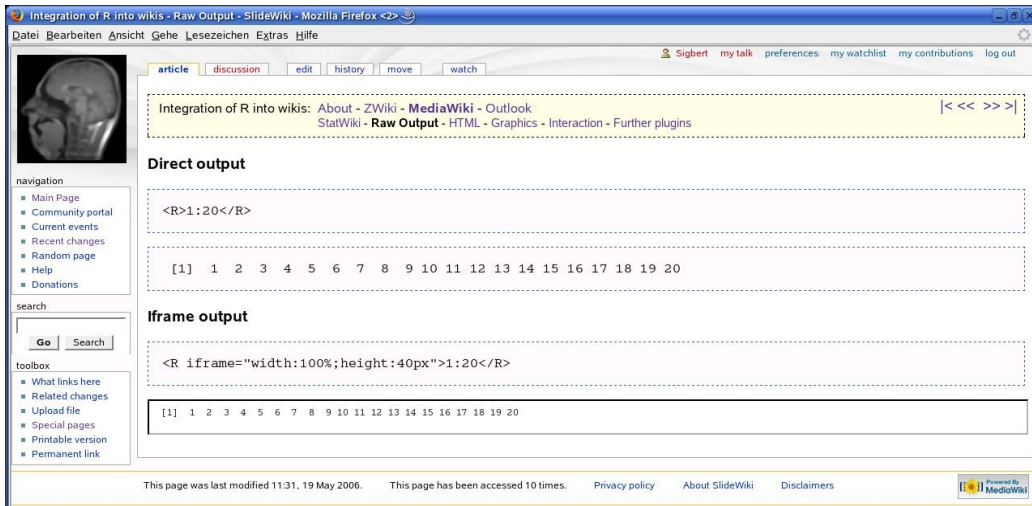 Integration of R into wikis - Raw Output - SlideWiki - Mozilla Firefox <2>
Datei Bearbeiten Ansicht Gehe Lesezeichen Extras Hilfe
Sigbert my talk preferences my watchlist my contributions log out
article discussion edit history move watch
Integration of R into wikis: About - ZWiki - MediaWiki - Outlook |< << >> >|
StatWiki - Raw Output - HTML - Graphics - Interaction - Further plugins
Direct output
<R>1:20</R>
[1] 1 2 3 4 5 6 7 8 9 10 11 12 13 14 15 16 17 18 19 20
Iframe output
<R iframe="width:100%;height:40px">1:20</R>
[1] 1 2 3 4 5 6 7 8 9 10 11 12 13 14 15 16 17 18 19 20
navigation
Main Page
Community portal
Current events
Recent changes
Random page
Help
Donations
search
Go Search
toolbox
What links here
Related changes
Upload file
Special pages
Printable version
Permanent link
This page was last modified 11:31, 19 May 2006. This page has been accessed 10 times. Privacy policy About SlideWiki Disclaimers
Powered By
MediaWiki